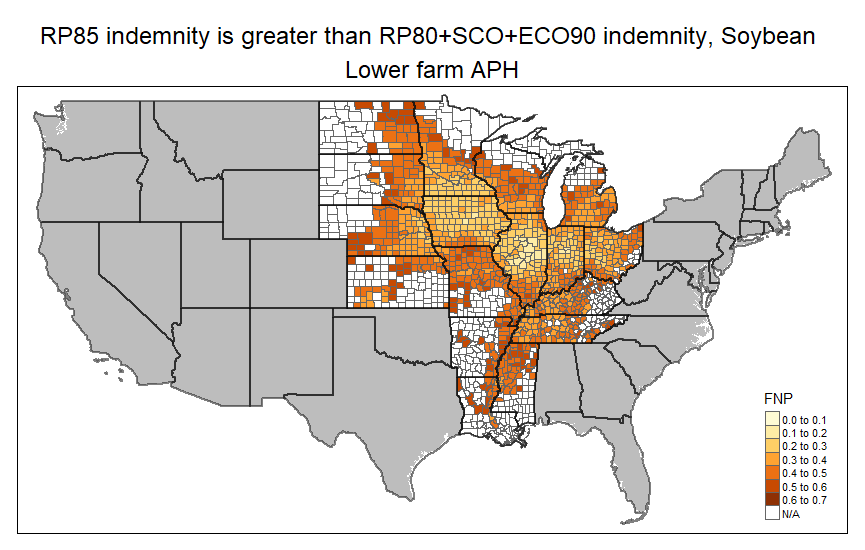 RP85 indemnity is greater than RP80+SCO+ECO90 indemnity, Soybean
Lower farm APH
FNP
0.0 to 0.1
0.1 to 0.2
0.2 to 0.3
0.3 to 0.4
0.4 to 0.5
0.5 to 0.6
0.6 to 0.7
N/A